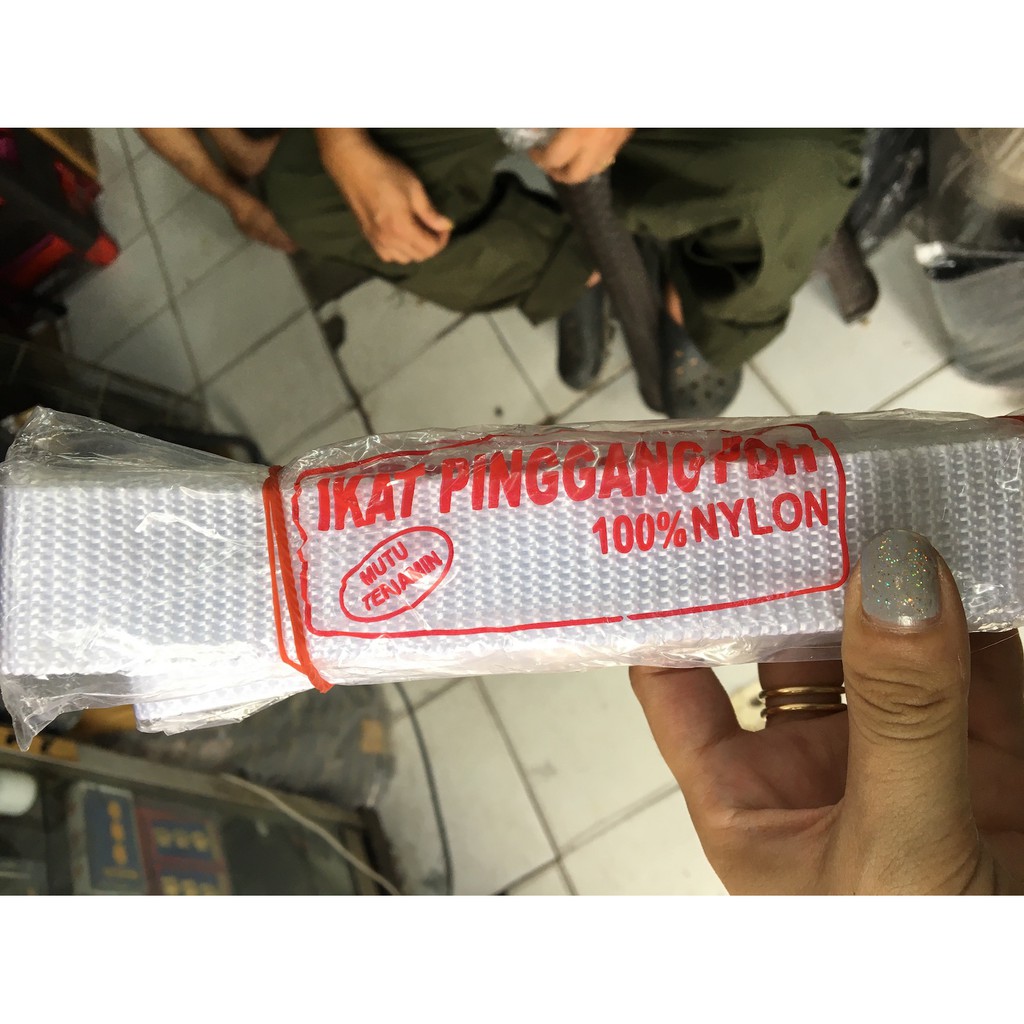 IKAT PINGGANG PDH
100% NYLON
MUTU
TERJAMIN